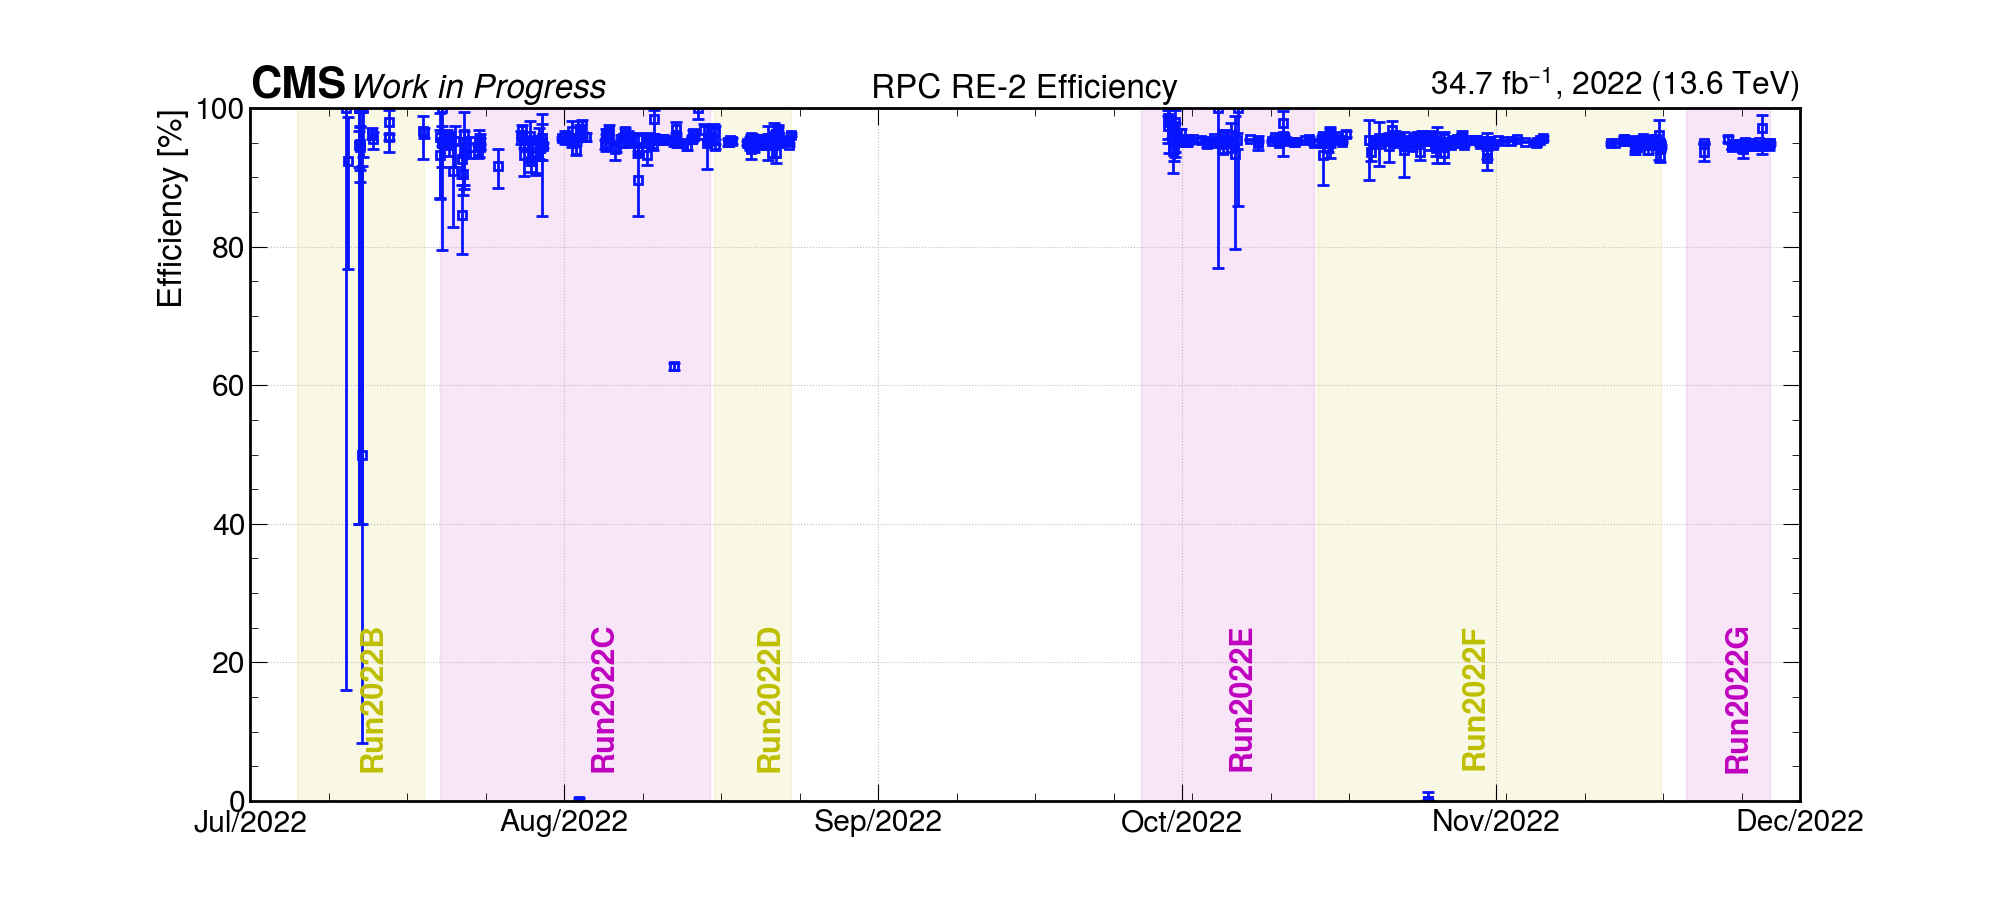 CMS Work in Progress RPC RE-2 Efficiency 34.7 fb⁻¹, 2022 (13.6 TeV)
Efficiency [%]
100
80
60
40
20
0
Run2022B
Run2022C
Run2022D
Run2022E
Run2022F
Run2022G
Jul/2022 Aug/2022 Sep/2022 Oct/2022 Nov/2022 Dec/2022